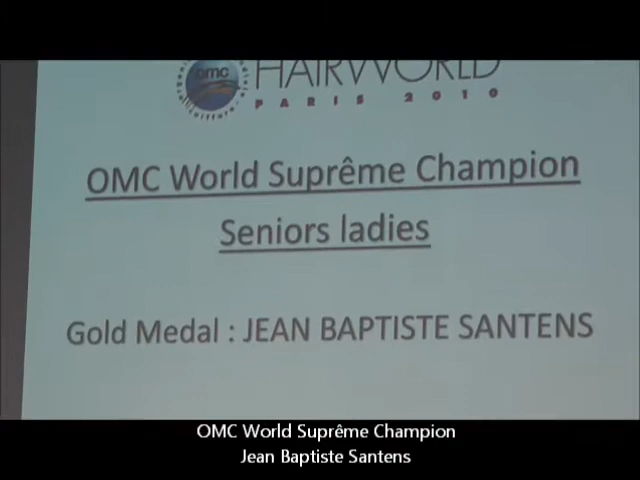 omc
HAIRWORLD
PARIS 2010
OMC World Suprême Champion
Seniors ladies
Gold Medal : JEAN BAPTISTE SANTENS
OMC World Suprême Champion
Jean Baptiste Santens